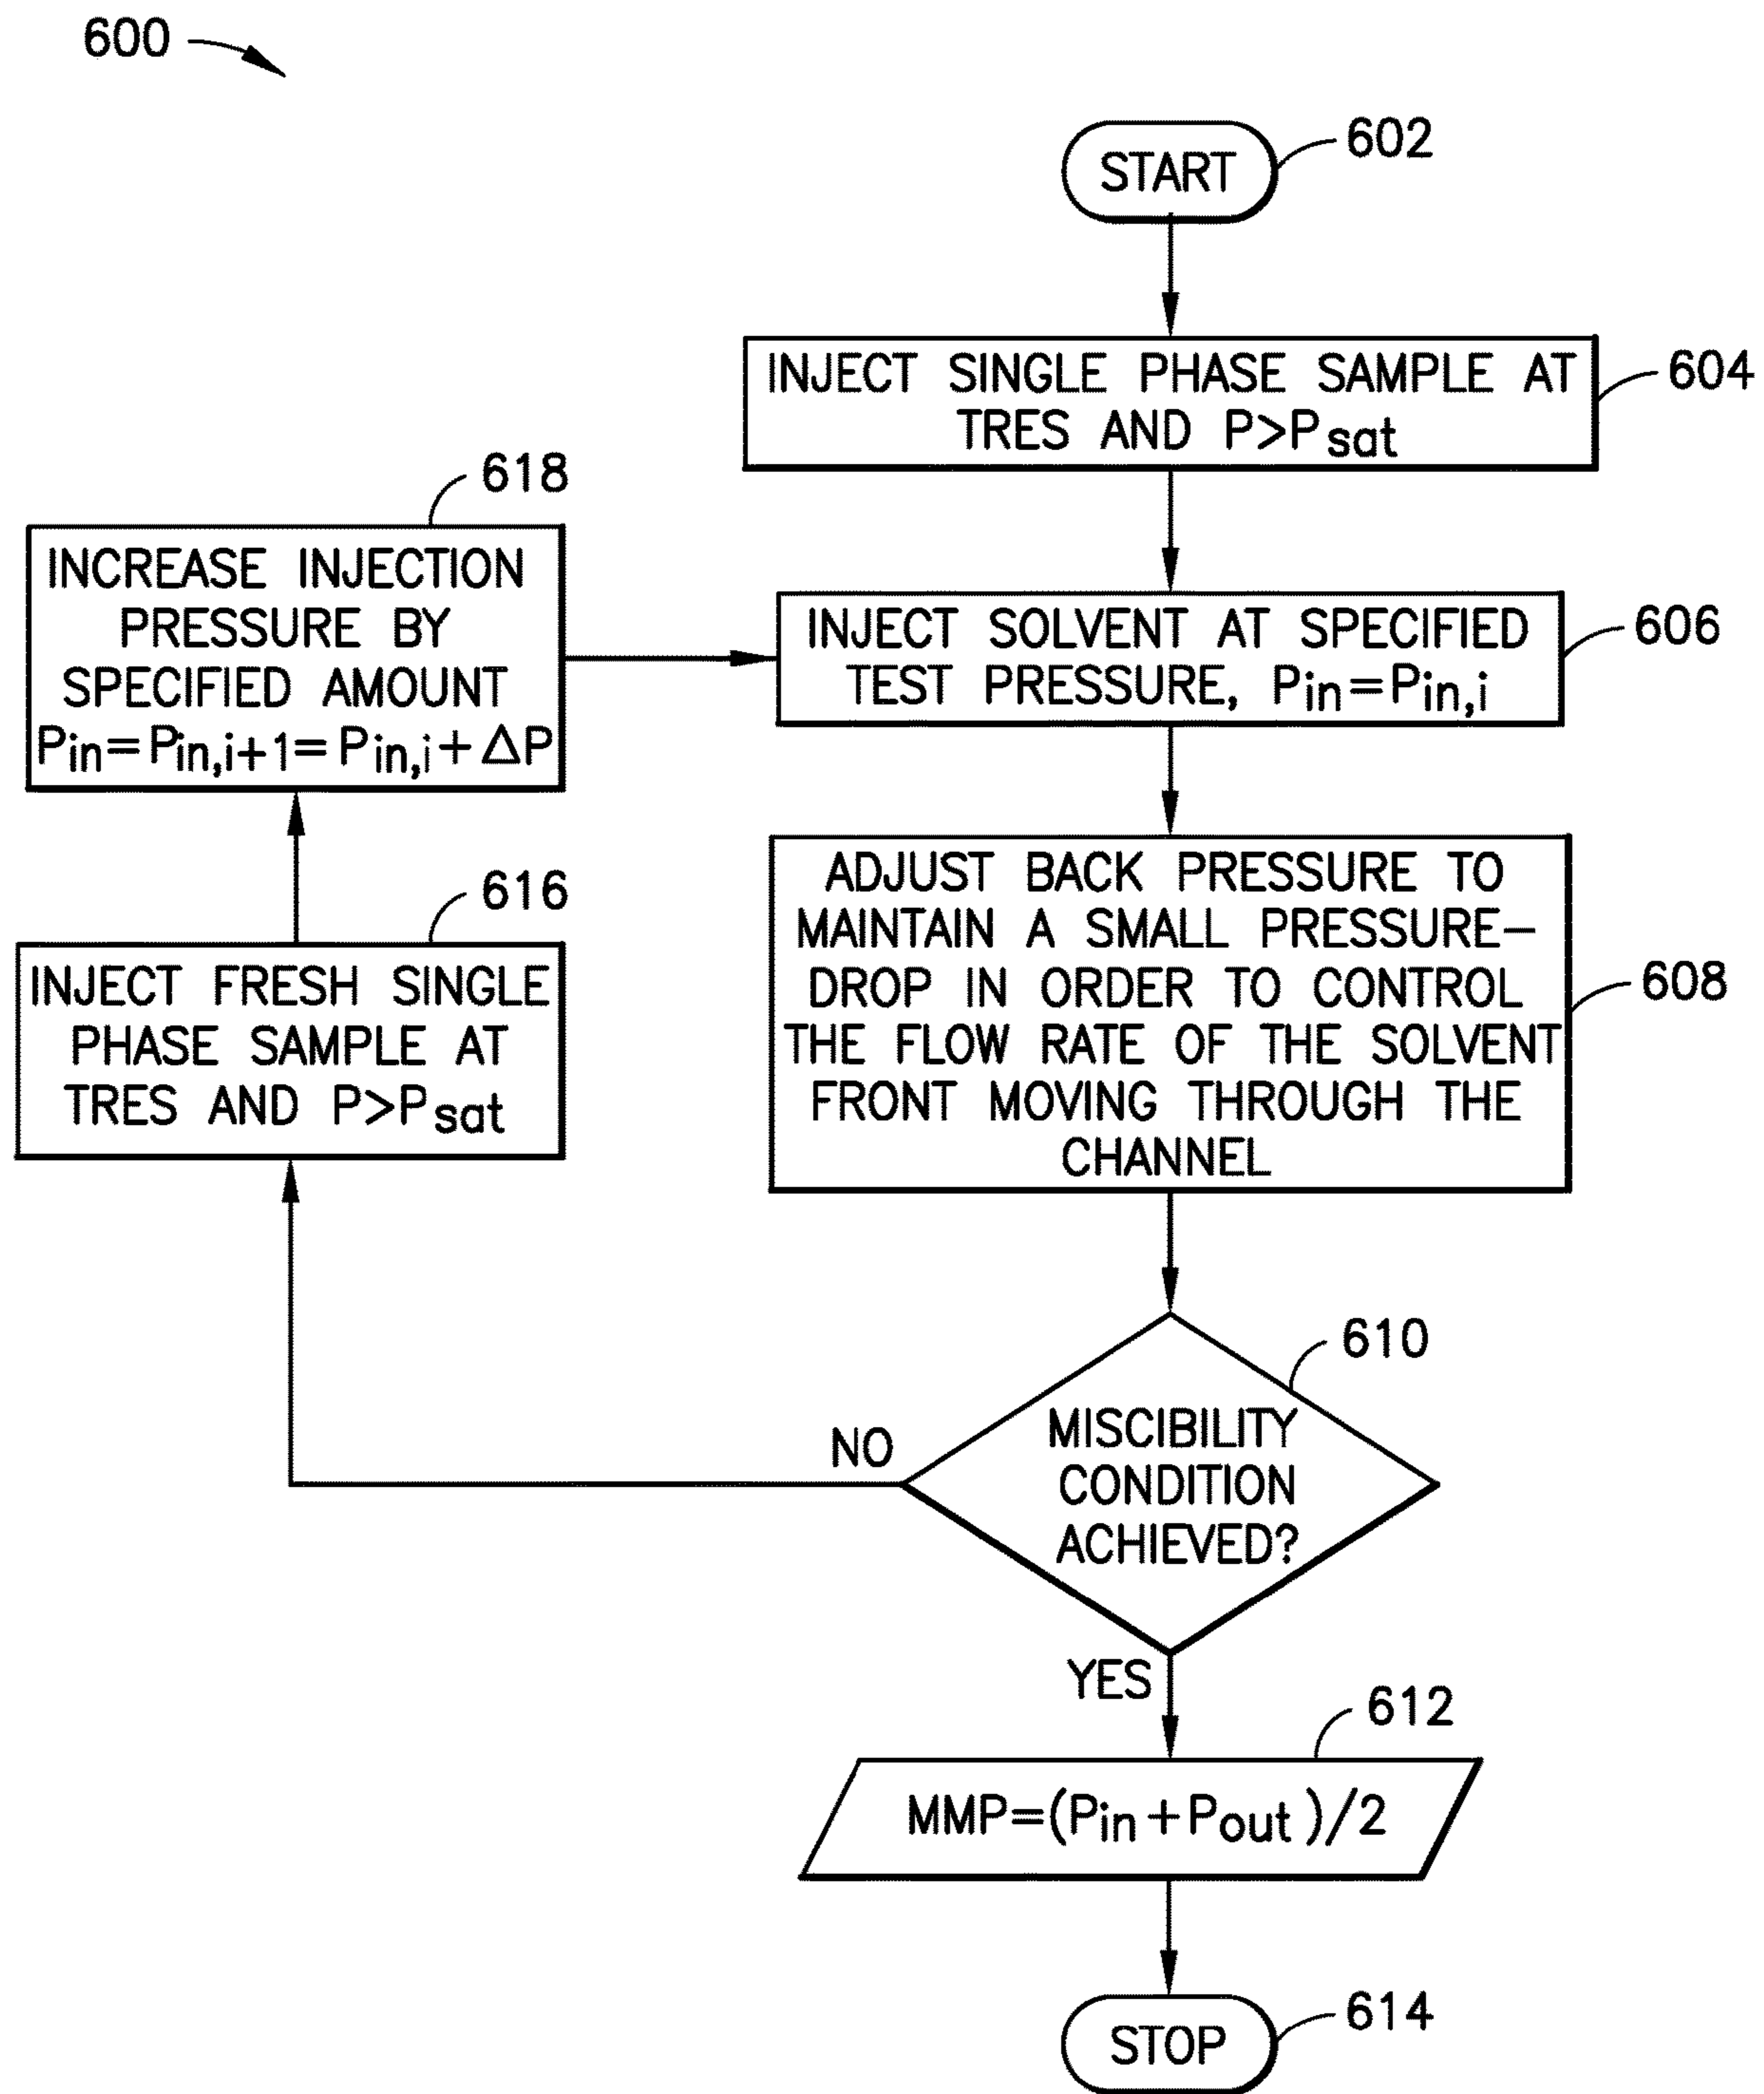 600
START
602
INJECT SINGLE PHASE SAMPLE AT
TRES AND P>Psat
604
618
INCREASE INJECTION
PRESSURE BY
SPECIFIED AMOUNT
Pin=Pin,i+1=Pin,i+ΔP
INJECT SOLVENT AT SPECIFIED
TEST PRESSURE, Pin=Pin,i
606
616
INJECT FRESH SINGLE
PHASE SAMPLE AT
TRES AND P>Psat
ADJUST BACK PRESSURE TO
MAINTAIN A SMALL PRESSURE-
DROP IN ORDER TO CONTROL
THE FLOW RATE OF THE SOLVENT
FRONT MOVING THROUGH THE
CHANNEL
608
610
MISCIBILITY
CONDITION
ACHIEVED?
NO
YES
612
MMP=(Pin+Pout)/2
STOP
614